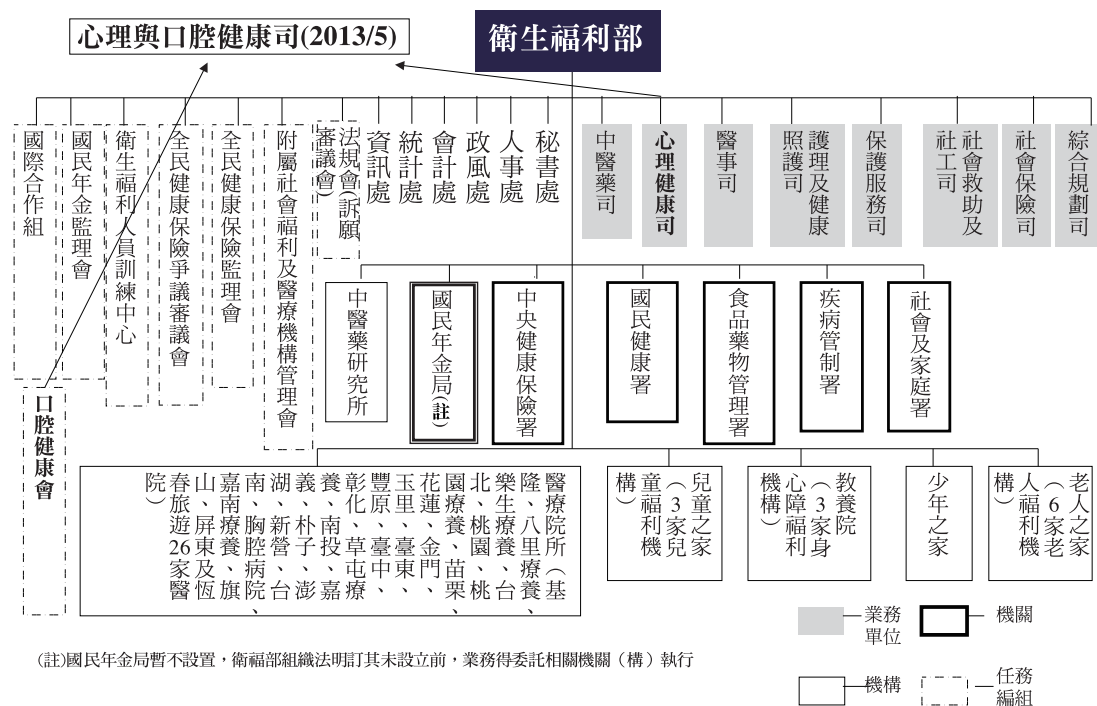 心理與口腔健康司(2013/5)
衛生福利部
國際合作組
國民年金監理會
衛生福利人員訓練中心
全民健康保險爭議審議會
全民健康保險監理會
附屬社會福利及醫療機構管理會
法規會(訴願
審議會)
資訊處
統計處
會計處
政風處
人事處
秘書處
中醫藥司
心理健康司
醫事司
護理及健康
照護司
保護服務司
社會救助及
社工司
社會保險司
綜合規劃司
中醫藥研究所
國民年金局(註)
中央健康保險署
國民健康署
食品藥物管理署
疾病管制署
社會及家庭署
口腔健康會
醫療院所(基
隆、八里療養、
樂生療養、台
北、桃園、桃
園療養、苗栗、
花蓮、金門、
玉里、臺東、
豐原、臺中、
彰化、草屯療
養、南投、嘉
義、朴子、澎
湖、新營、台
南、胸腔病院、
嘉南療養、旗
山、屏東及恆
春旅遊26家醫
院)
兒童之家
(3家兒
童福利機
構)
教養院
(3家身
心障福利
機構)
少年之家
老人之家
(6家老
人福利機
構)
業務
單位
機關
機構
任務
編組
(註)國民年金局暫不設置，衛福部組織法明訂其未設立前，業務得委託相關機關（構）執行